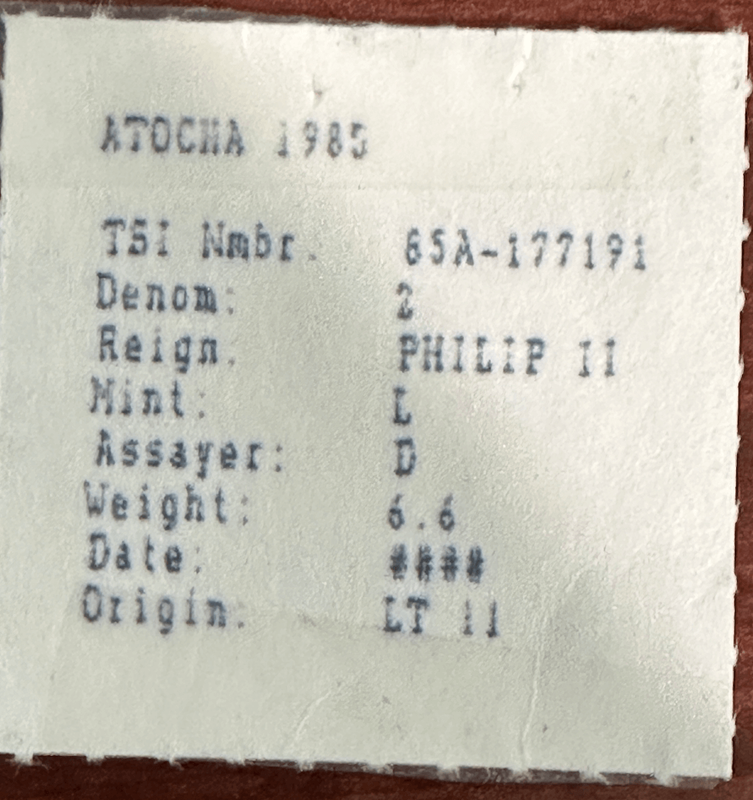 ATOCHA 1985
TSI Nmbr. 85A-177191
Denom: 2
Reign. PHILIP II
Mint: L
Assayer: D
Weight: 6.6
Date: ####
Origin: LT 11